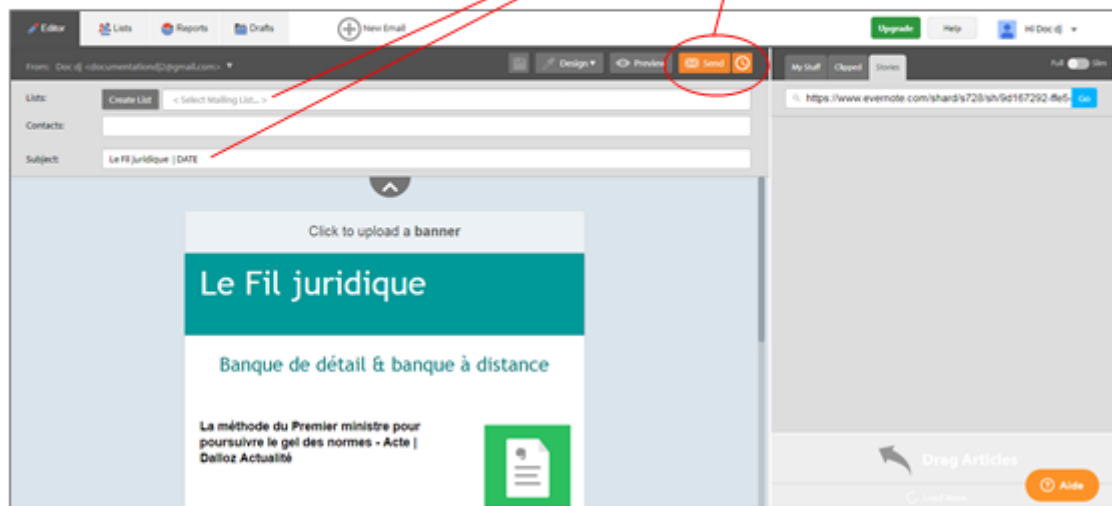 Editor Lists Reports Drafts New Email Upgrade Help Hi Doc dj
From: Doc dj <documentationdj2@gmail.com> Design Preview Send My Stuff Clipped Stories Full Slim
Lists: Create List < Select Mailing List... > https://www.evernote.com/shard/s728/sh/9d167292-ffe5- Go
Contacts:
Subject: Le Fil juridique | DATE
Click to upload a banner
Le Fil juridique
Banque de détail & banque à distance
La méthode du Premier ministre pour
poursuivre le gel des normes - Acte |
Dalloz Actualité
Drag Articles
Aide